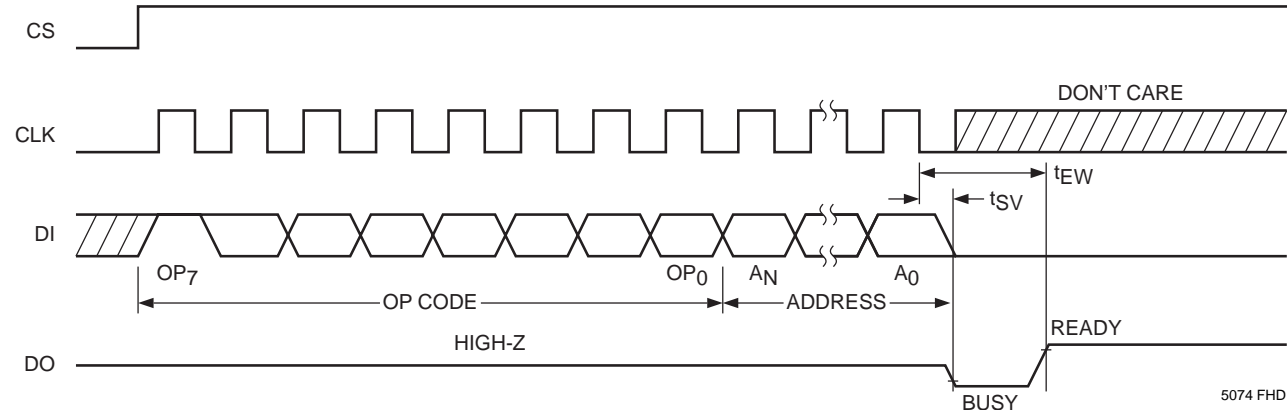 CS
DON'T CARE
CLK
tEW
tSV
DI
OP7
OP0
AN
A0
OP CODE
ADDRESS
HIGH-Z
READY
DO
BUSY
5074 FHD